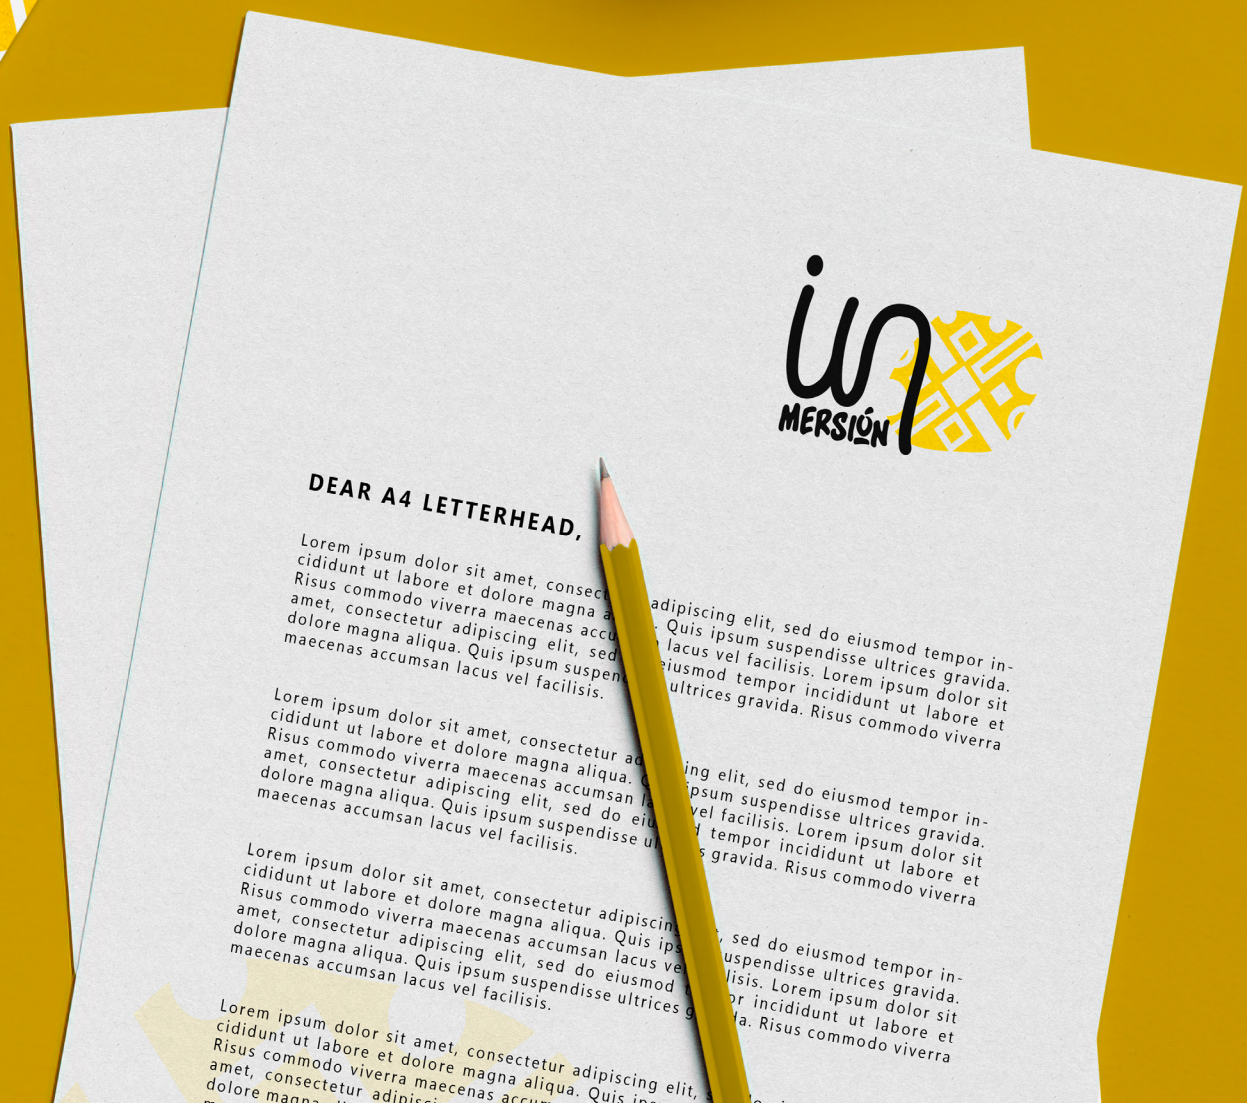 in
MERSIÓN
DEAR A4 LETTERHEAD,
Lorem ipsum dolor sit amet, adipiscing elit, sed do eiusmod tempor in-
cididunt ut labore et dolore magna Quis ipsum suspendisse ultrices gravida.
Risus commodo viverra maecenas lacus vel facilisis. Lorem ipsum dolor sit
amet, consectetur adipiscing elit, sed eiusmod tempor incididunt ut labore et
dolore magna aliqua. Quis ipsum ultrices gravida. Risus commodo viverra
maecenas accumsan lacus vel facilisis.
Lorem ipsum dolor sit amet, consectetur elit, sed do eiusmod tempor in-
cididunt ut labore et dolore magna aliqua. ipsum suspendisse ultrices gravida.
Risus commodo viverra maecenas accumsan vel facilisis. Lorem ipsum dolor sit
amet, consectetur adipiscing elit, sed do tempor incididunt ut labore et
dolore magna aliqua. Quis ipsum suspendisse gravida. Risus commodo viverra
maecenas accumsan lacus vel facilisis.
Lorem ipsum dolor sit amet, consectetur adipiscing sed do eiusmod tempor in-
cididunt ut labore et dolore magna aliqua. Quis suspendisse ultrices gravida.
Risus commodo viverra maecenas accumsan lacus Lorem ipsum dolor sit
amet, consectetur adipiscing elit, sed do eiusmod incididunt ut labore et
dolore magna aliqua. Quis ipsum suspendisse ultrices Risus commodo viverra
maecenas accumsan lacus vel facilisis.
Lorem ipsum dolor sit amet, consectetur adipiscing elit,
cididunt ut labore et dolore magna aliqua. Quis
Risus commodo viverra maecenas
amet, consectetur
dolore magna